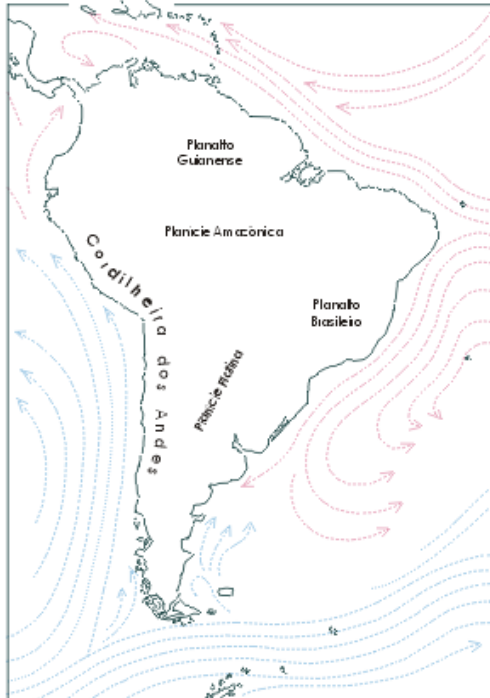 Planalto
Guianense
Planície Amazônica
Cordilheira dos Andes
Planalto
Brasileiro
Planície Platina